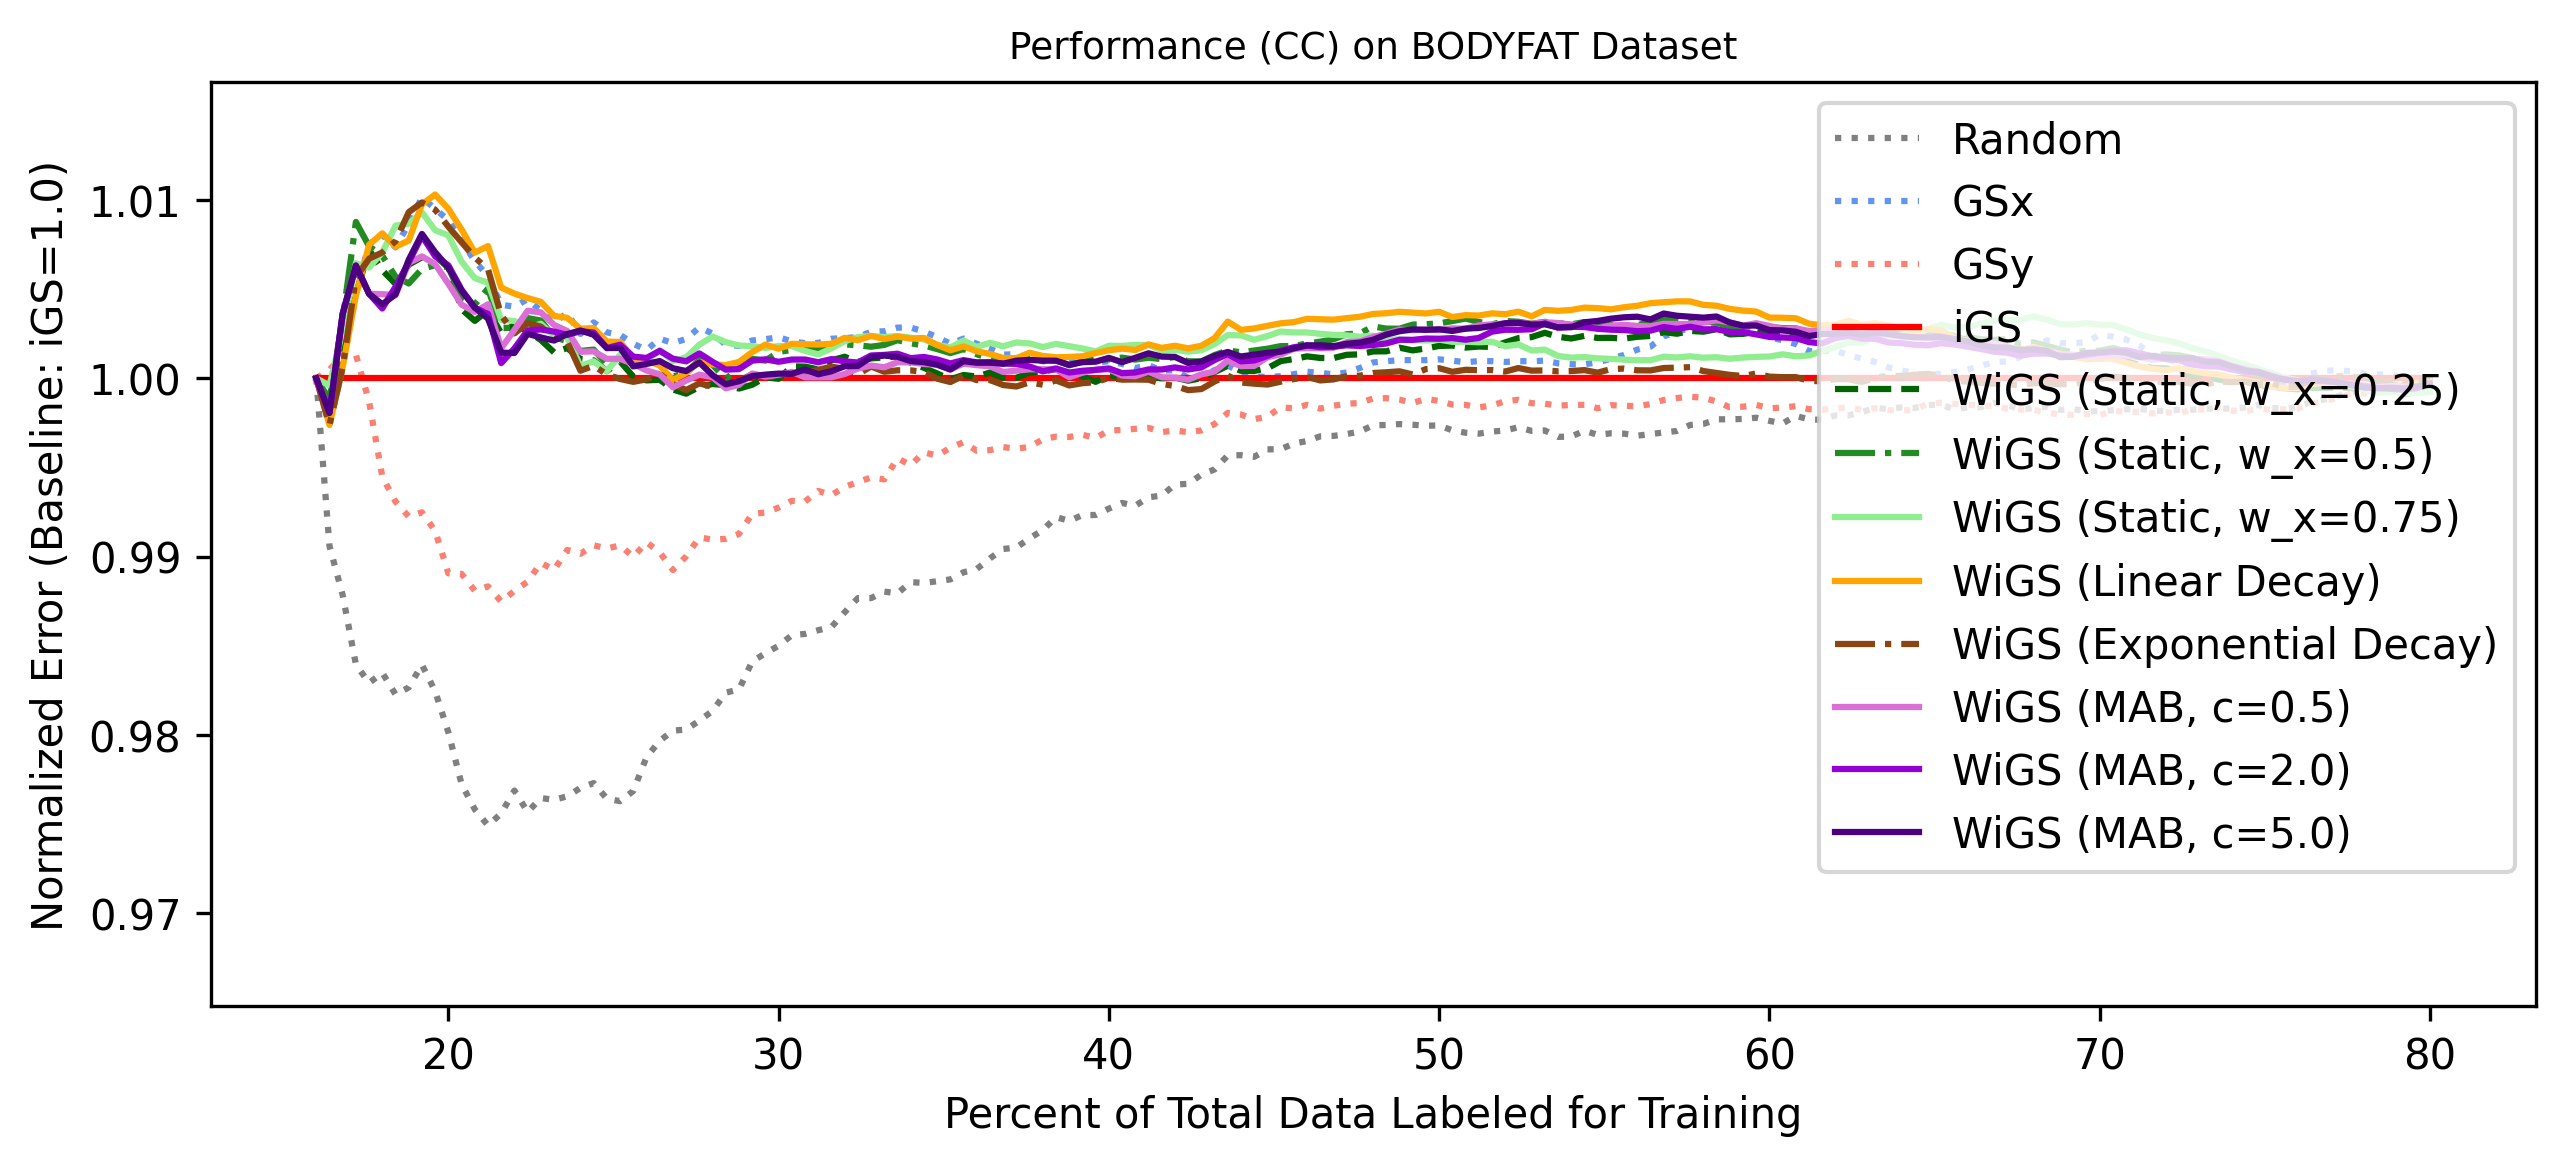 Performance (CC) on BODYFAT Dataset
Normalized Error (Baseline: iGS=1.0)
1.01
1.00
0.99
0.98
0.97
Random
GSx
GSy
iGS
WiGS (Static, w_x=0.25)
WiGS (Static, w_x=0.5)
WiGS (Static, w_x=0.75)
WiGS (Linear Decay)
WiGS (Exponential Decay)
WiGS (MAB, c=0.5)
WiGS (MAB, c=2.0)
WiGS (MAB, c=5.0)
20 30 40 50 60 70 80
Percent of Total Data Labeled for Training